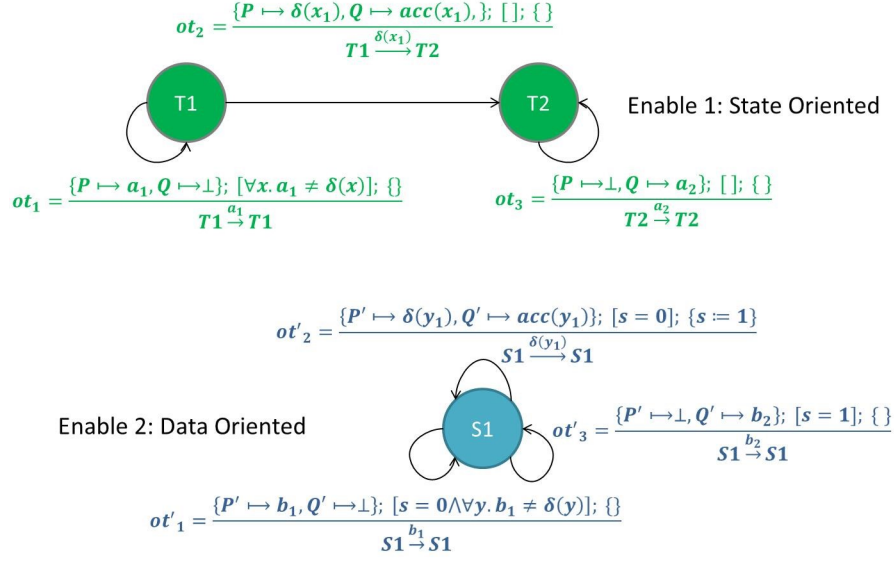 ot₂ = {P ↦ δ(x₁), Q ↦ acc(x₁),}; [ ]; { }
T1 —δ(x₁)→ T2
T1
T2
Enable 1: State Oriented
ot₁ = {P ↦ a₁, Q ↦⊥}; [∀x. a₁ ≠ δ(x)]; {}
T1 —a₁→ T1
ot₃ = {P ↦⊥, Q ↦ a₂}; [ ]; { }
T2 —a₂→ T2
ot′₂ = {P′ ↦ δ(y₁), Q′ ↦ acc(y₁)}; [s = 0]; {s ≔ 1}
S1 —δ(y₁)→ S1
Enable 2: Data Oriented
S1
ot′₃ = {P′ ↦⊥, Q′ ↦ b₂}; [s = 1]; { }
S1 —b₂→ S1
ot′₁ = {P′ ↦ b₁, Q′ ↦⊥}; [s = 0⋀∀y. b₁ ≠ δ(y)]; {}
S1 —b₁→ S1